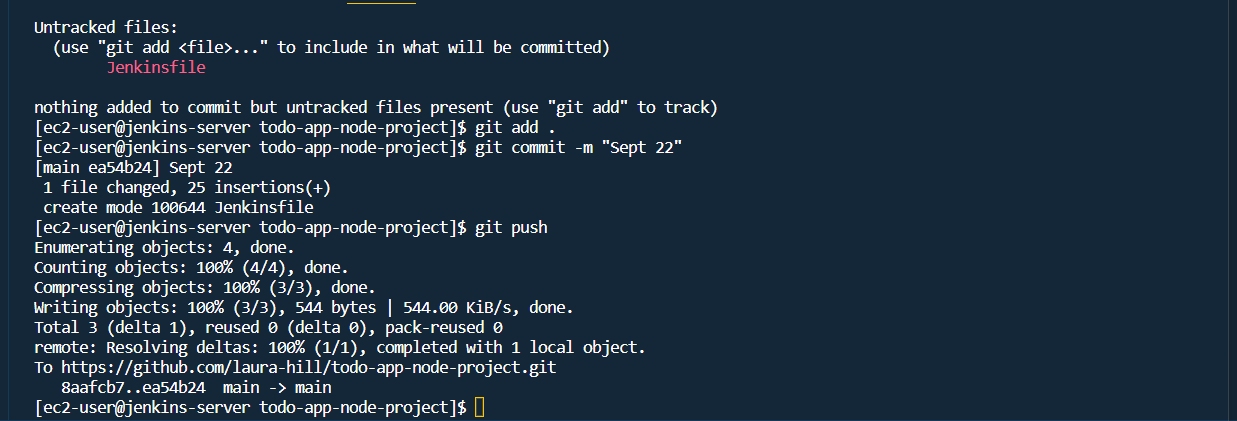 Untracked files:
  (use "git add <file>..." to include in what will be committed)
        Jenkinsfile

nothing added to commit but untracked files present (use "git add" to track)
[ec2-user@jenkins-server todo-app-node-project]$ git add .
[ec2-user@jenkins-server todo-app-node-project]$ git commit -m "Sept 22"
[main ea54b24] Sept 22
 1 file changed, 25 insertions(+)
 create mode 100644 Jenkinsfile
[ec2-user@jenkins-server todo-app-node-project]$ git push
Enumerating objects: 4, done.
Counting objects: 100% (4/4), done.
Compressing objects: 100% (3/3), done.
Writing objects: 100% (3/3), 544 bytes | 544.00 KiB/s, done.
Total 3 (delta 1), reused 0 (delta 0), pack-reused 0
remote: Resolving deltas: 100% (1/1), completed with 1 local object.
To https://github.com/laura-hill/todo-app-node-project.git
   8aafcb7..ea54b24  main -> main
[ec2-user@jenkins-server todo-app-node-project]$